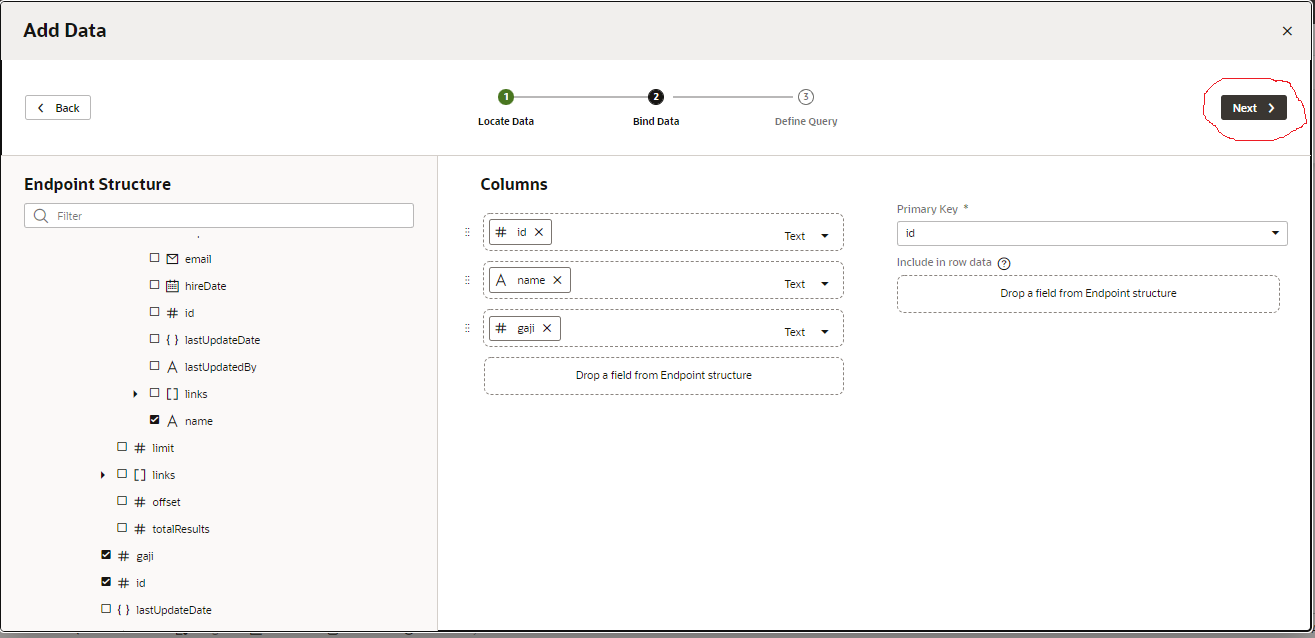 Add Data
Back
1
2
3
Locate Data
Bind Data
Define Query
Next
Endpoint Structure
Filter
email
hireDate
# id
{ } lastUpdateDate
A lastUpdatedBy
[ ] links
A name
# limit
[ ] links
# offset
# totalResults
# gaji
# id
{ } lastUpdateDate
Columns
# id ×
Text
A name ×
Text
# gaji ×
Text
Drop a field from Endpoint structure
Primary Key *
id
Include in row data ?
Drop a field from Endpoint structure